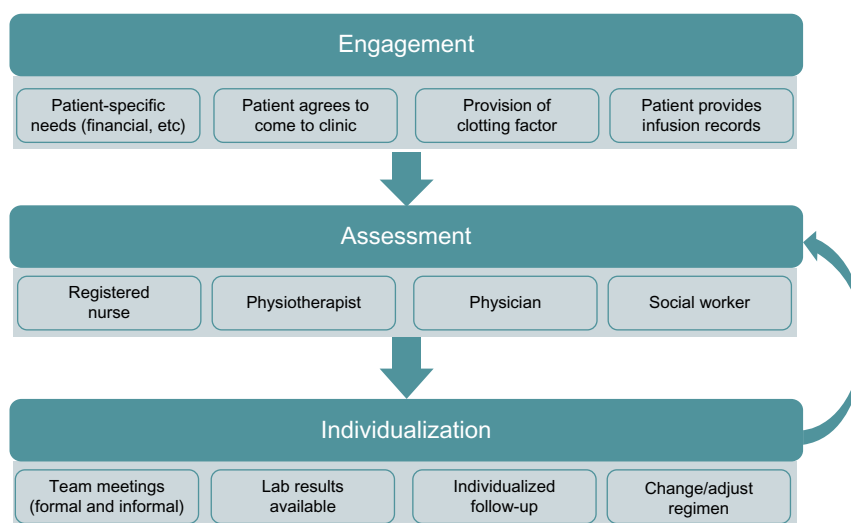 Engagement
Patient-specific
needs (financial, etc)
Patient agrees to
come to clinic
Provision of
clotting factor
Patient provides
infusion records
Assessment
Registered
nurse
Physiotherapist
Physician
Social worker
Individualization
Team meetings
(formal and informal)
Lab results
available
Individualized
follow-up
Change/adjust
regimen